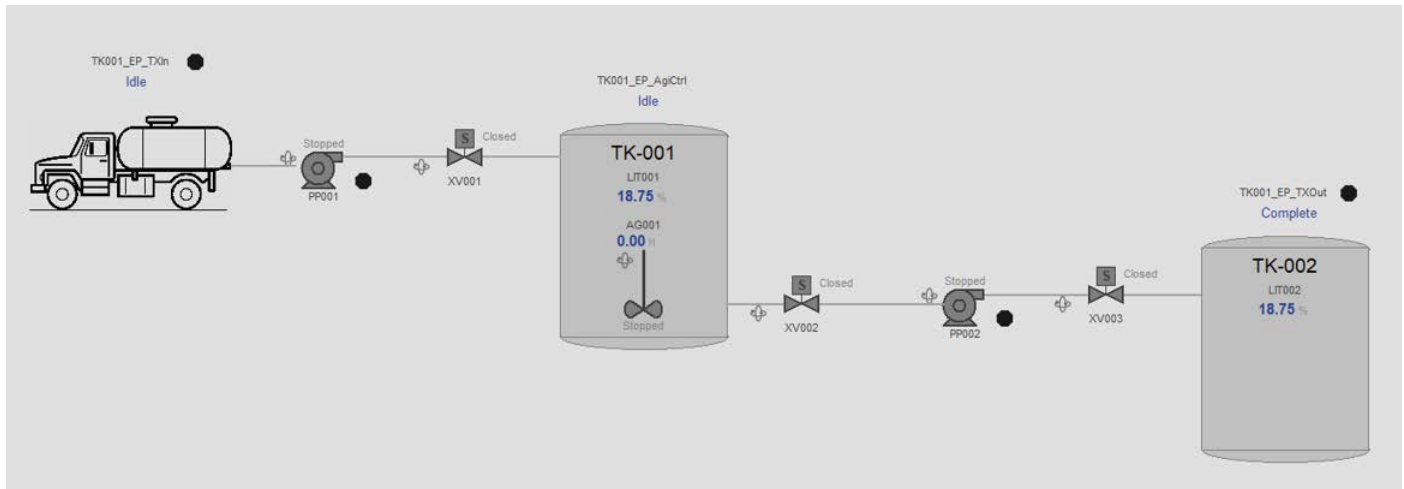 TK001_EP_TXIn
Idle
Stopped
PP001
S Closed
XV001
TK001_EP_AgiCtrl
Idle
TK-001
LIT001
18.75 %
AG001
0.00 H
Stopped
S Closed
XV002
Stopped
PP002
S Closed
XV003
TK001_EP_TXOut
Complete
TK-002
LIT002
18.75 %